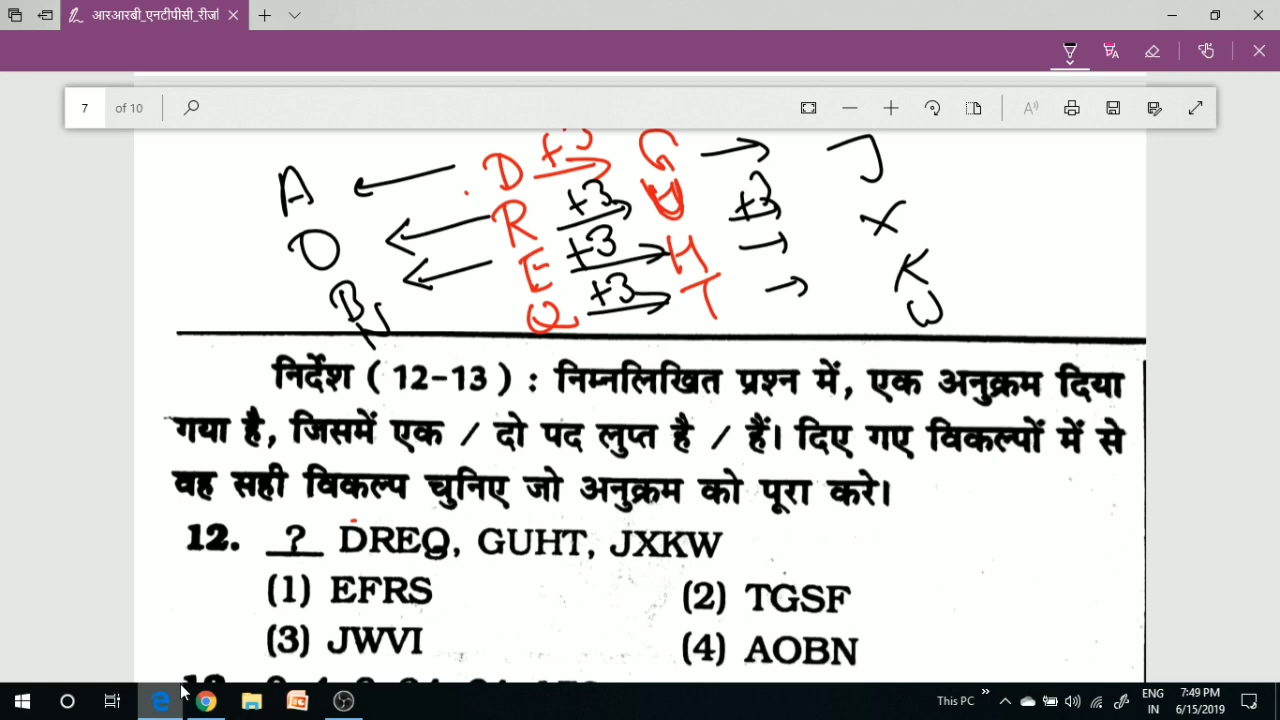 आरआरबी_एनटीपीसी_रीजनि
7 of 10
A D +3 G J
O R +3 U +3 X
B E +3 H K
N Q +3 T W
निर्देश ( 12-13 ) : निम्नलिखित प्रश्न में, एक अनुक्रम दिया
गया है, जिसमें एक / दो पद लुप्त है / हैं। दिए गए विकल्पों में से
वह सही विकल्प चुनिए जो अनुक्रम को पूरा करे।
12. ? DREQ, GUHT, JXKW
(1) EFRS (2) TGSF
(3) JWVI (4) AOBN
This PC
ENG
IN
7:49 PM
6/15/2019